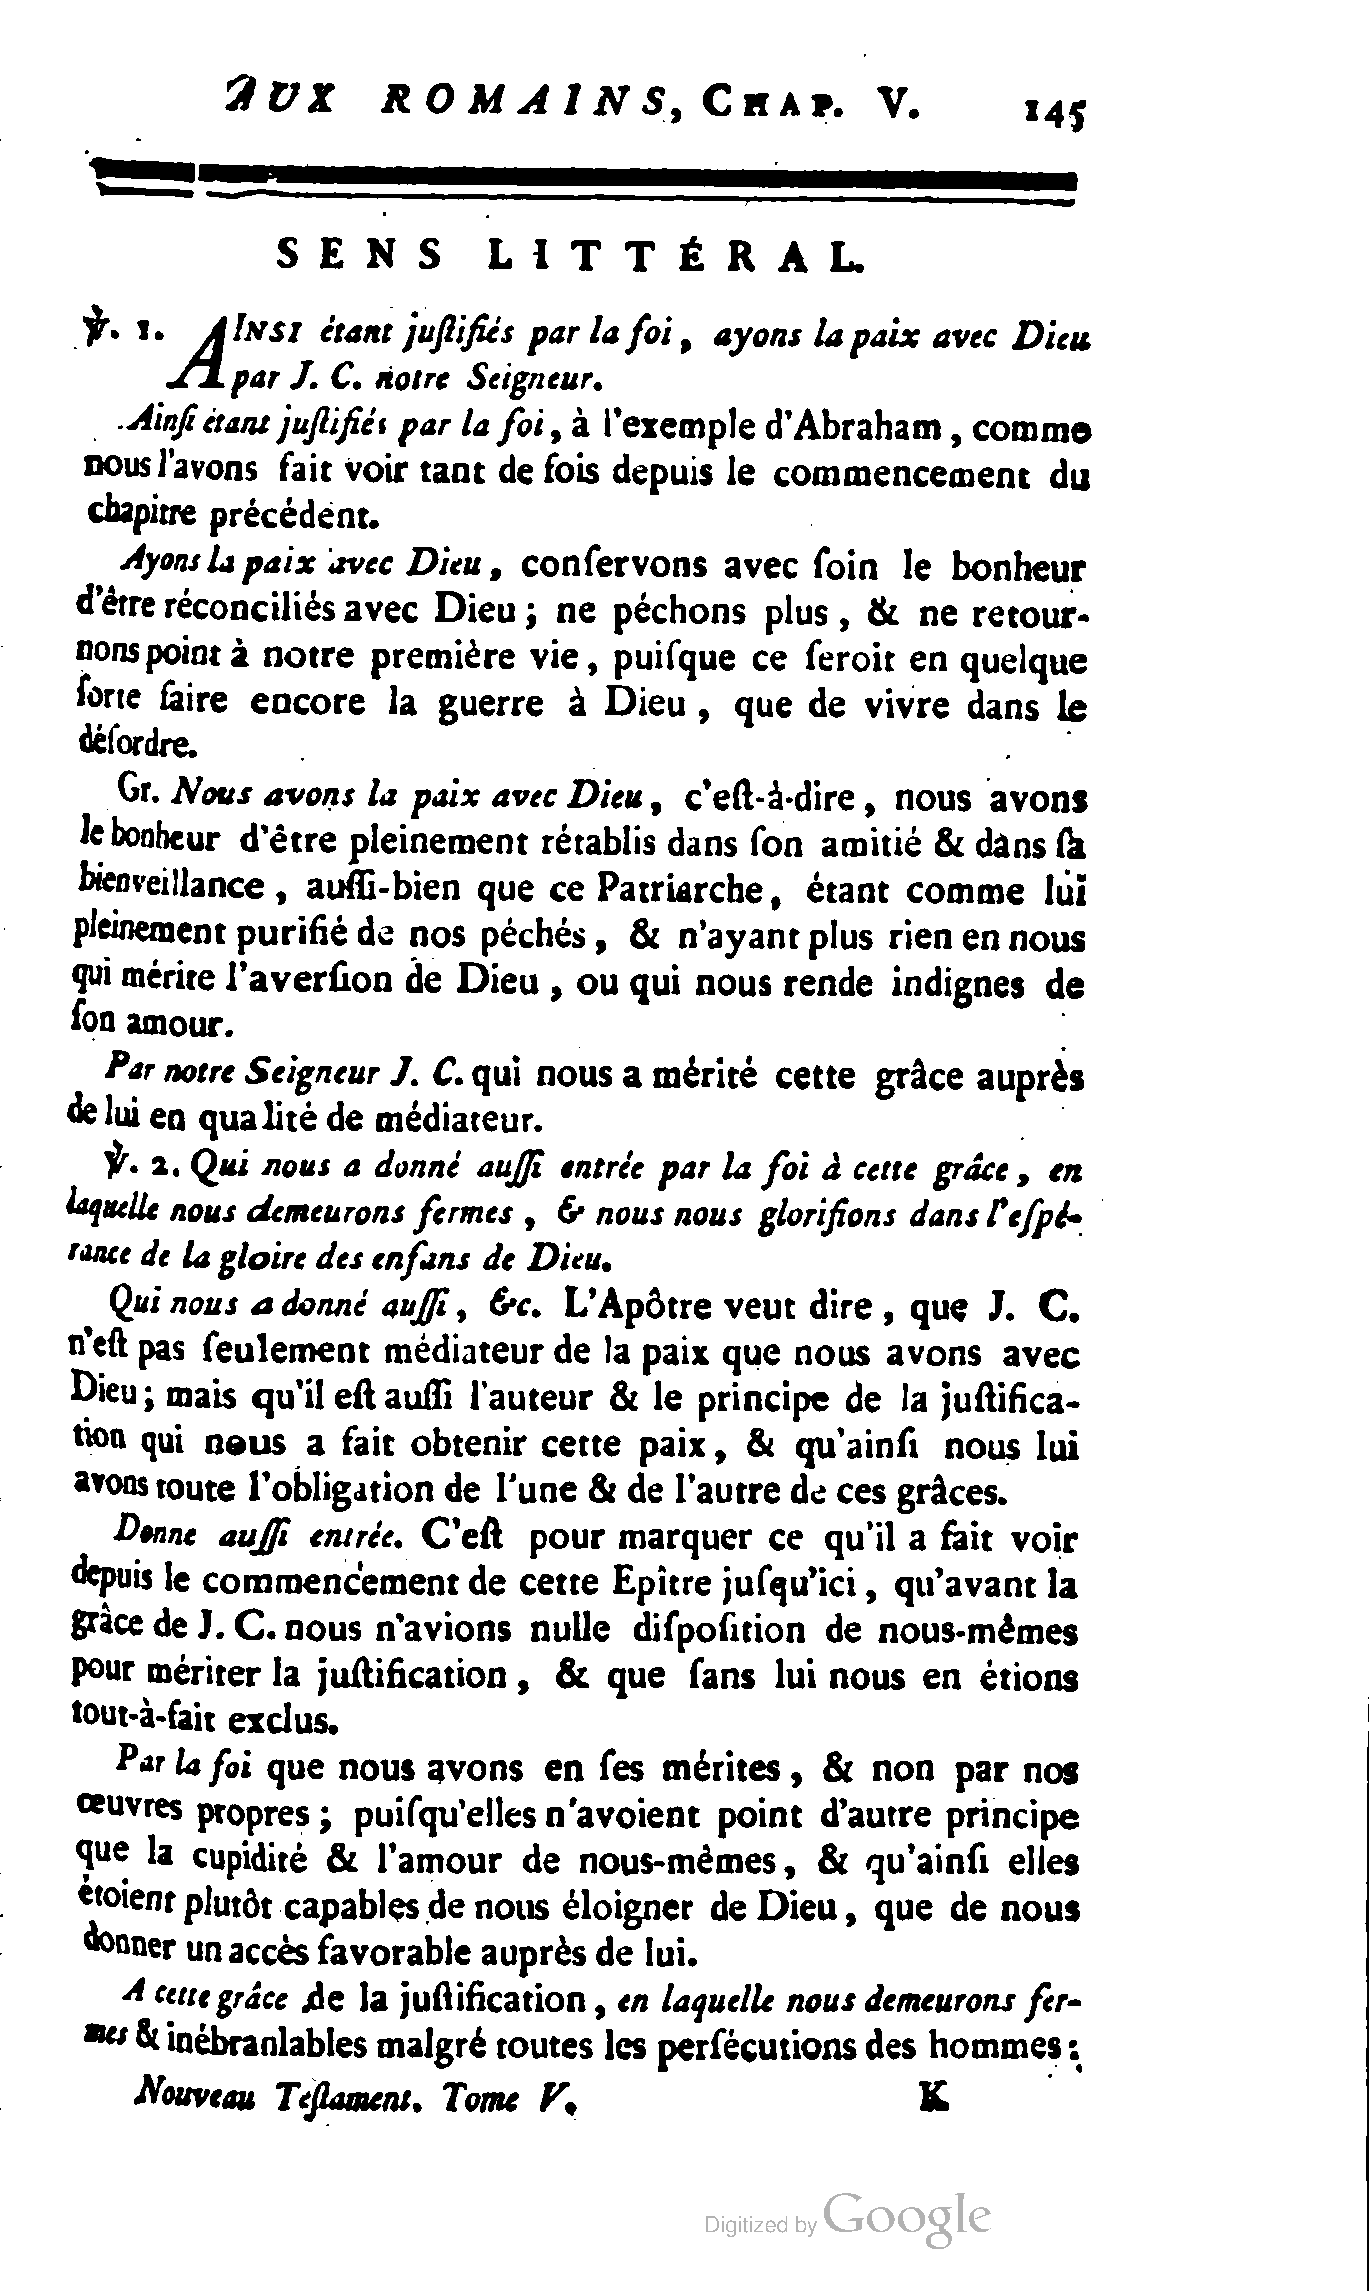 AUX ROMAINS, CHAP. V. 145
SENS LITTÉRAL.
℣. 1. AINSI étant juſtifiés par la foi, ayons la paix avec Dieu
par J. C. notre Seigneur.
Ainſi étant juſtifiés par la foi, à l'exemple d'Abraham, comme
nous l'avons fait voir tant de fois depuis le commencement du
chapitre précédent.
Ayons la paix avec Dieu, conſervons avec ſoin le bonheur
d'être réconciliés avec Dieu; ne péchons plus, & ne retour-
nons point à notre première vie, puiſque ce ſeroit en quelque
ſorte faire encore la guerre à Dieu, que de vivre dans le
déſordre.
Gr. Nous avons la paix avec Dieu, c'eſt-à-dire, nous avons
le bonheur d'être pleinement rétablis dans ſon amitié & dans ſa
bienveillance, auſſi-bien que ce Patriarche, étant comme lui
pleinement purifié de nos péchés, & n'ayant plus rien en nous
qui mérite l'averſion de Dieu, ou qui nous rende indignes de
ſon amour.
Par notre Seigneur J. C. qui nous a mérité cette grâce auprès
de lui en qualité de médiateur.
℣. 2. Qui nous a donné auſſi entrée par la foi à cette grâce, en
laquelle nous demeurons fermes, & nous nous glorifions dans l'eſpé-
rance de la gloire des enfans de Dieu.
Qui nous a donné auſſi, &c. L'Apôtre veut dire, que J. C.
n'eſt pas ſeulement médiateur de la paix que nous avons avec
Dieu; mais qu'il eſt auſſi l'auteur & le principe de la juſtifica-
tion qui nous a fait obtenir cette paix, & qu'ainſi nous lui
avons toute l'obligation de l'une & de l'autre de ces grâces.
Donne auſſi entrée. C'eſt pour marquer ce qu'il a fait voir
depuis le commencement de cette Epître juſqu'ici, qu'avant la
grâce de J. C. nous n'avions nulle diſpoſition de nous-mêmes
pour mériter la juſtification, & que ſans lui nous en étions
tout-à-fait exclus.
Par la foi que nous avons en ſes mérites, & non par nos
œuvres propres; puiſqu'elles n'avoient point d'autre principe
que la cupidité & l'amour de nous-mêmes, & qu'ainſi elles
étoient plutôt capables de nous éloigner de Dieu, que de nous
donner un accès favorable auprès de lui.
A cette grâce de la juſtification, en laquelle nous demeurons fer-
mes & inébranlables malgré toutes les perſécutions des hommes;
Nouveau Teſtament. Tome V. K
Digitized by Google